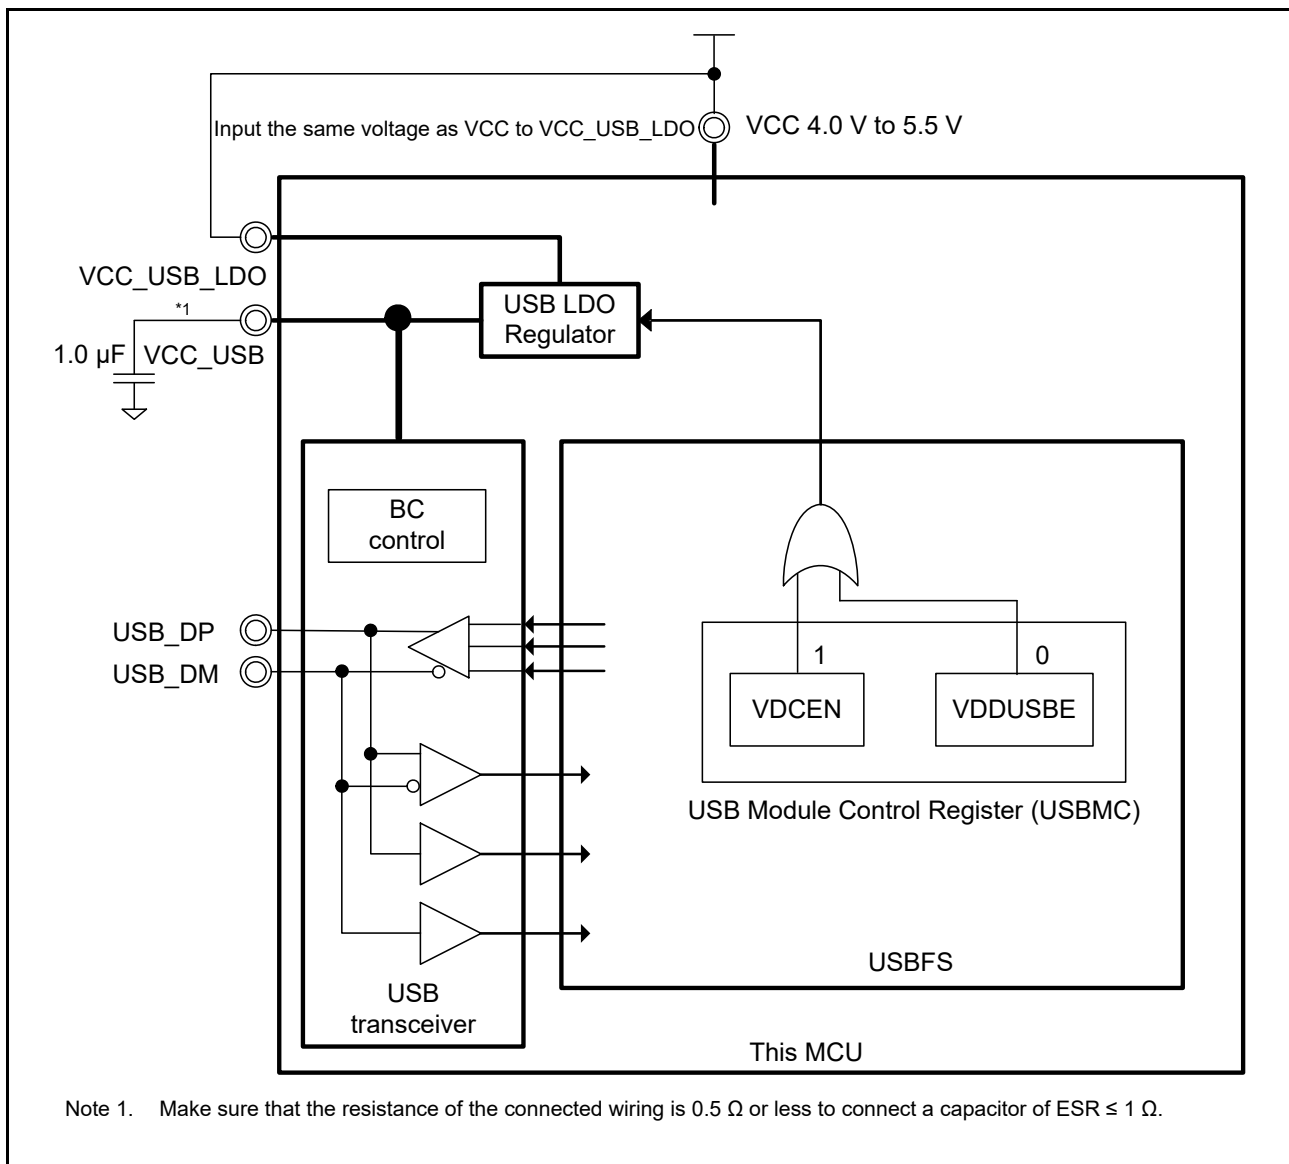 Input the same voltage as VCC to VCC_USB_LDO
VCC 4.0 V to 5.5 V
VCC_USB_LDO
*1
1.0 µF
VCC_USB
USB LDO
Regulator
BC
control
USB_DP
USB_DM
1
0
VDCEN
VDDUSBE
USB Module Control Register (USBMC)
USBFS
USB
transceiver
This MCU
Note 1. Make sure that the resistance of the connected wiring is 0.5 Ω or less to connect a capacitor of ESR ≤ 1 Ω.